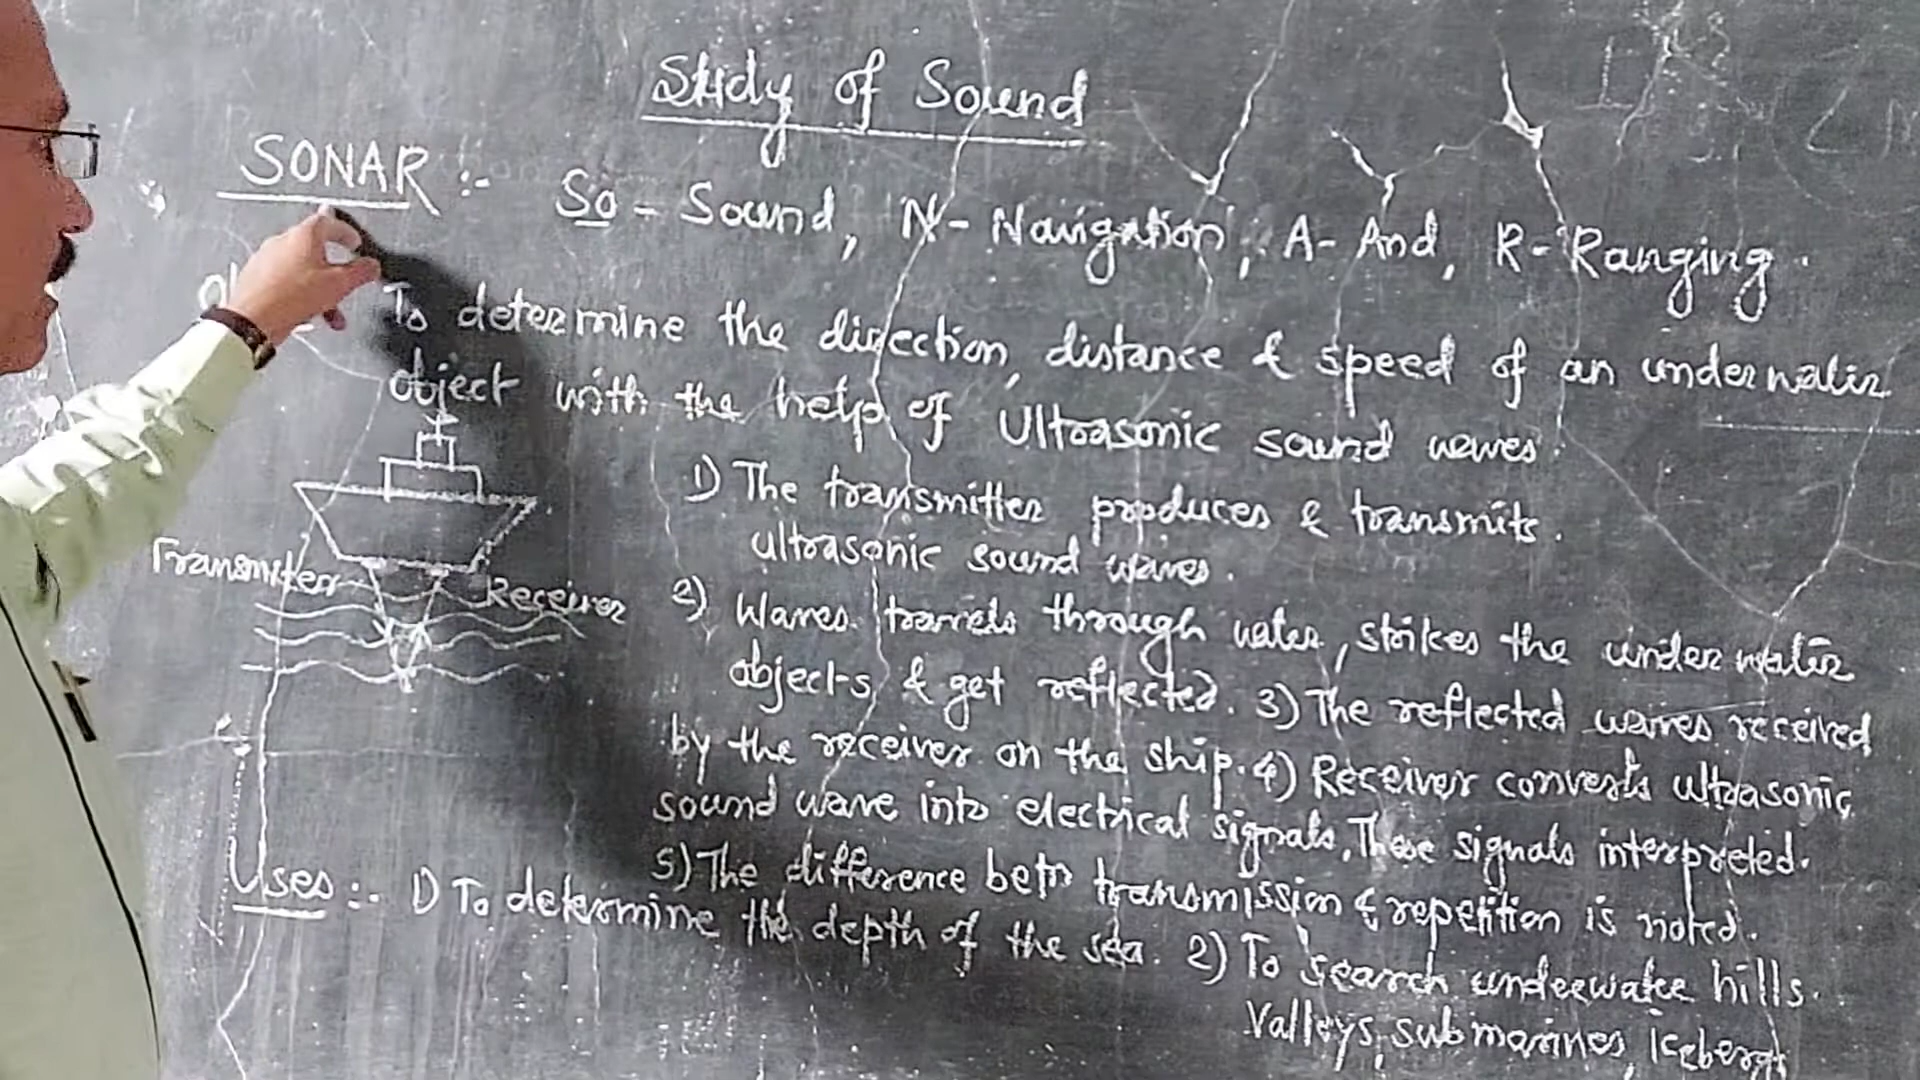 Study of Sound
SONAR :- So - Sound, N - Navigation, A - And, R - Ranging.
To determine the direction, distance & speed of an underwater
object with the help of Ultrasonic sound waves.
1) The transmitter produces & transmits.
ultrasonic sound waves.
Transmitter
Receiver
2) Waves travels through water, strikes the underwater
objects, & get reflected. 3) The reflected waves received
by the receiver on the ship. 4) Receiver converts ultrasonic
sound wave into electrical signals, These signals interpreted.
5) The difference betn transmission & repetition is noted.
Uses :- 1) To determine the depth of the sea. 2) To search underwater hills.
Valleys, submarines, icebergs